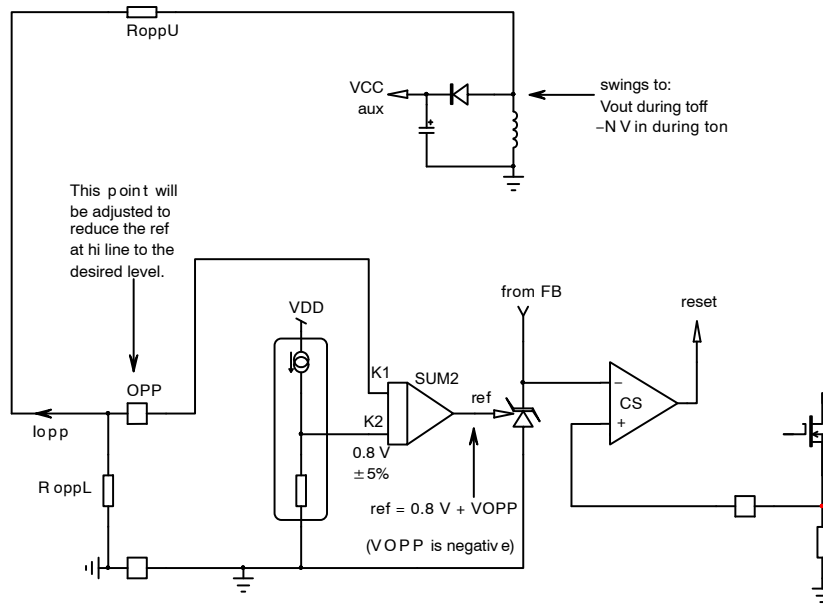 RoppU
VCC
aux
swings to:
Vout during toff
–N V in during ton
This point will
be adjusted to
reduce the ref
at hi line to the
desired level.
from FB
reset
VDD
OPP
K1
SUM2
ref
CS
–
+
K2
Iopp
0.8 V
±5%
R oppL
ref = 0.8 V + VOPP
(VOPP is negative)
+